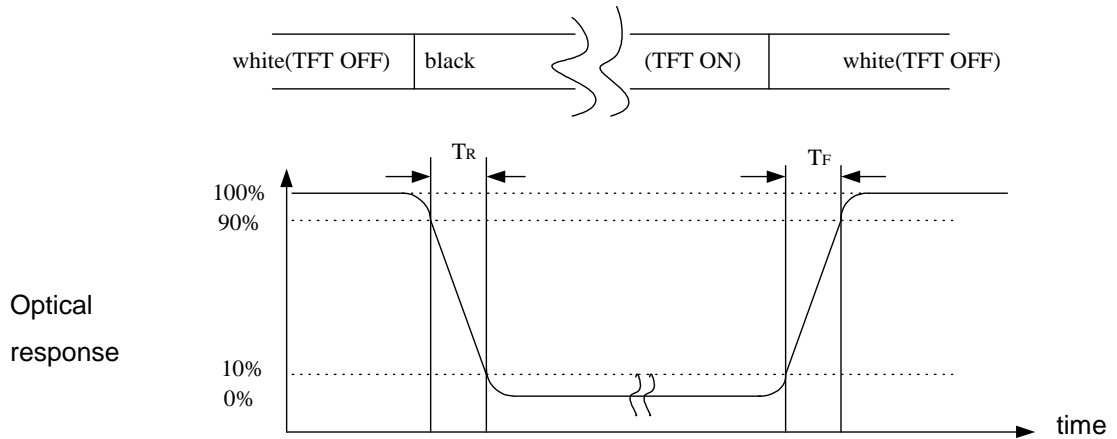 white(TFT OFF) black (TFT ON) white(TFT OFF)
TR TF
100%
90%
Optical
response
10%
0%
time